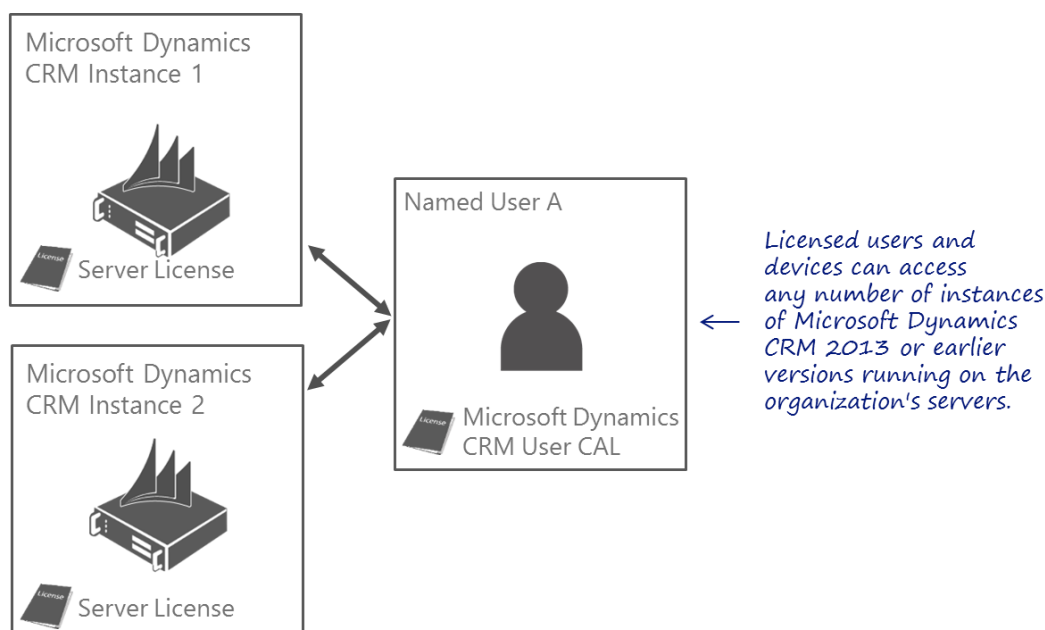 Microsoft Dynamics
CRM Instance 1
License
Server License
Named User A
License
Microsoft Dynamics
CRM User CAL
Licensed users and
devices can access
any number of instances
of Microsoft Dynamics
CRM 2013 or earlier
versions running on the
organization's servers.
Microsoft Dynamics
CRM Instance 2
License
Server License